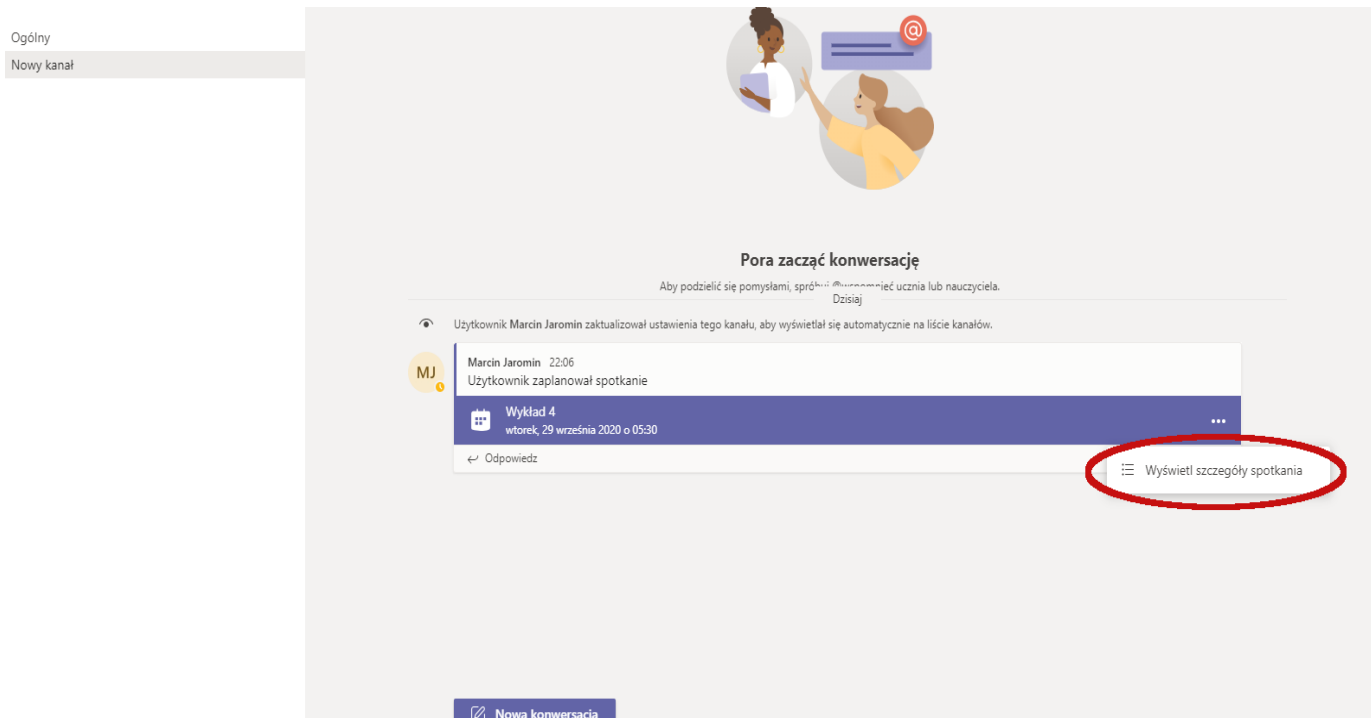 Ogólny
Nowy kanał
@
Pora zacząć konwersację
Aby podzielić się pomysłami, spróbuj @wspomnieć ucznia lub nauczyciela.
Dzisiaj
Użytkownik Marcin Jaromin zaktualizował ustawienia tego kanału, aby wyświetlał się automatycznie na liście kanałów.
MJ
Marcin Jaromin 22:06
Użytkownik zaplanował spotkanie
Wykład 4
wtorek, 29 września 2020 o 05:30
Odpowiedz
Wyświetl szczegóły spotkania
Nowa konwersacja